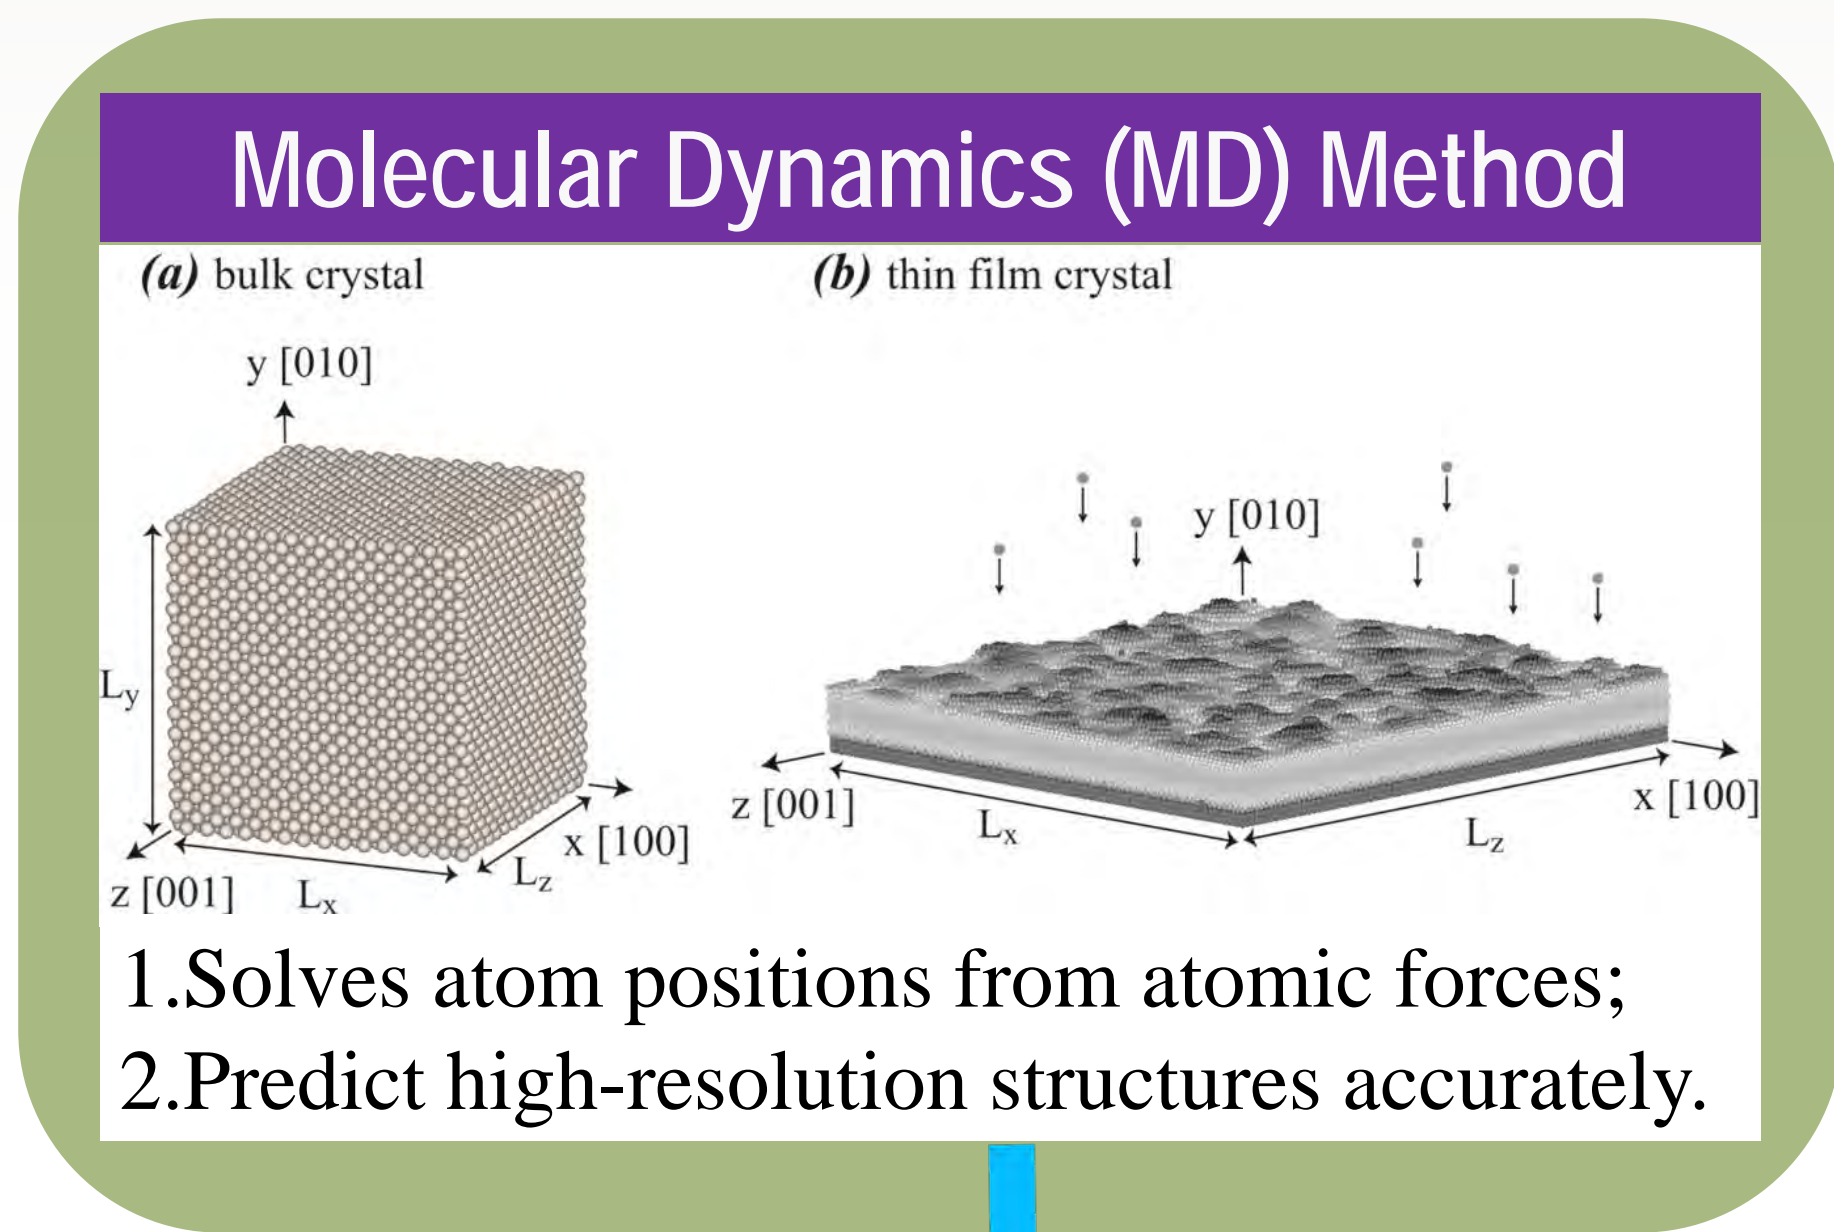 Molecular Dynamics (MD) Method
(a) bulk crystal
(b) thin film crystal
y [010]
y [010]
Ly
z [001]
Lx
Lz
x [100]
z [001]
Lx
Lz
x [100]
1.Solves atom positions from atomic forces;
2.Predict high-resolution structures accurately.